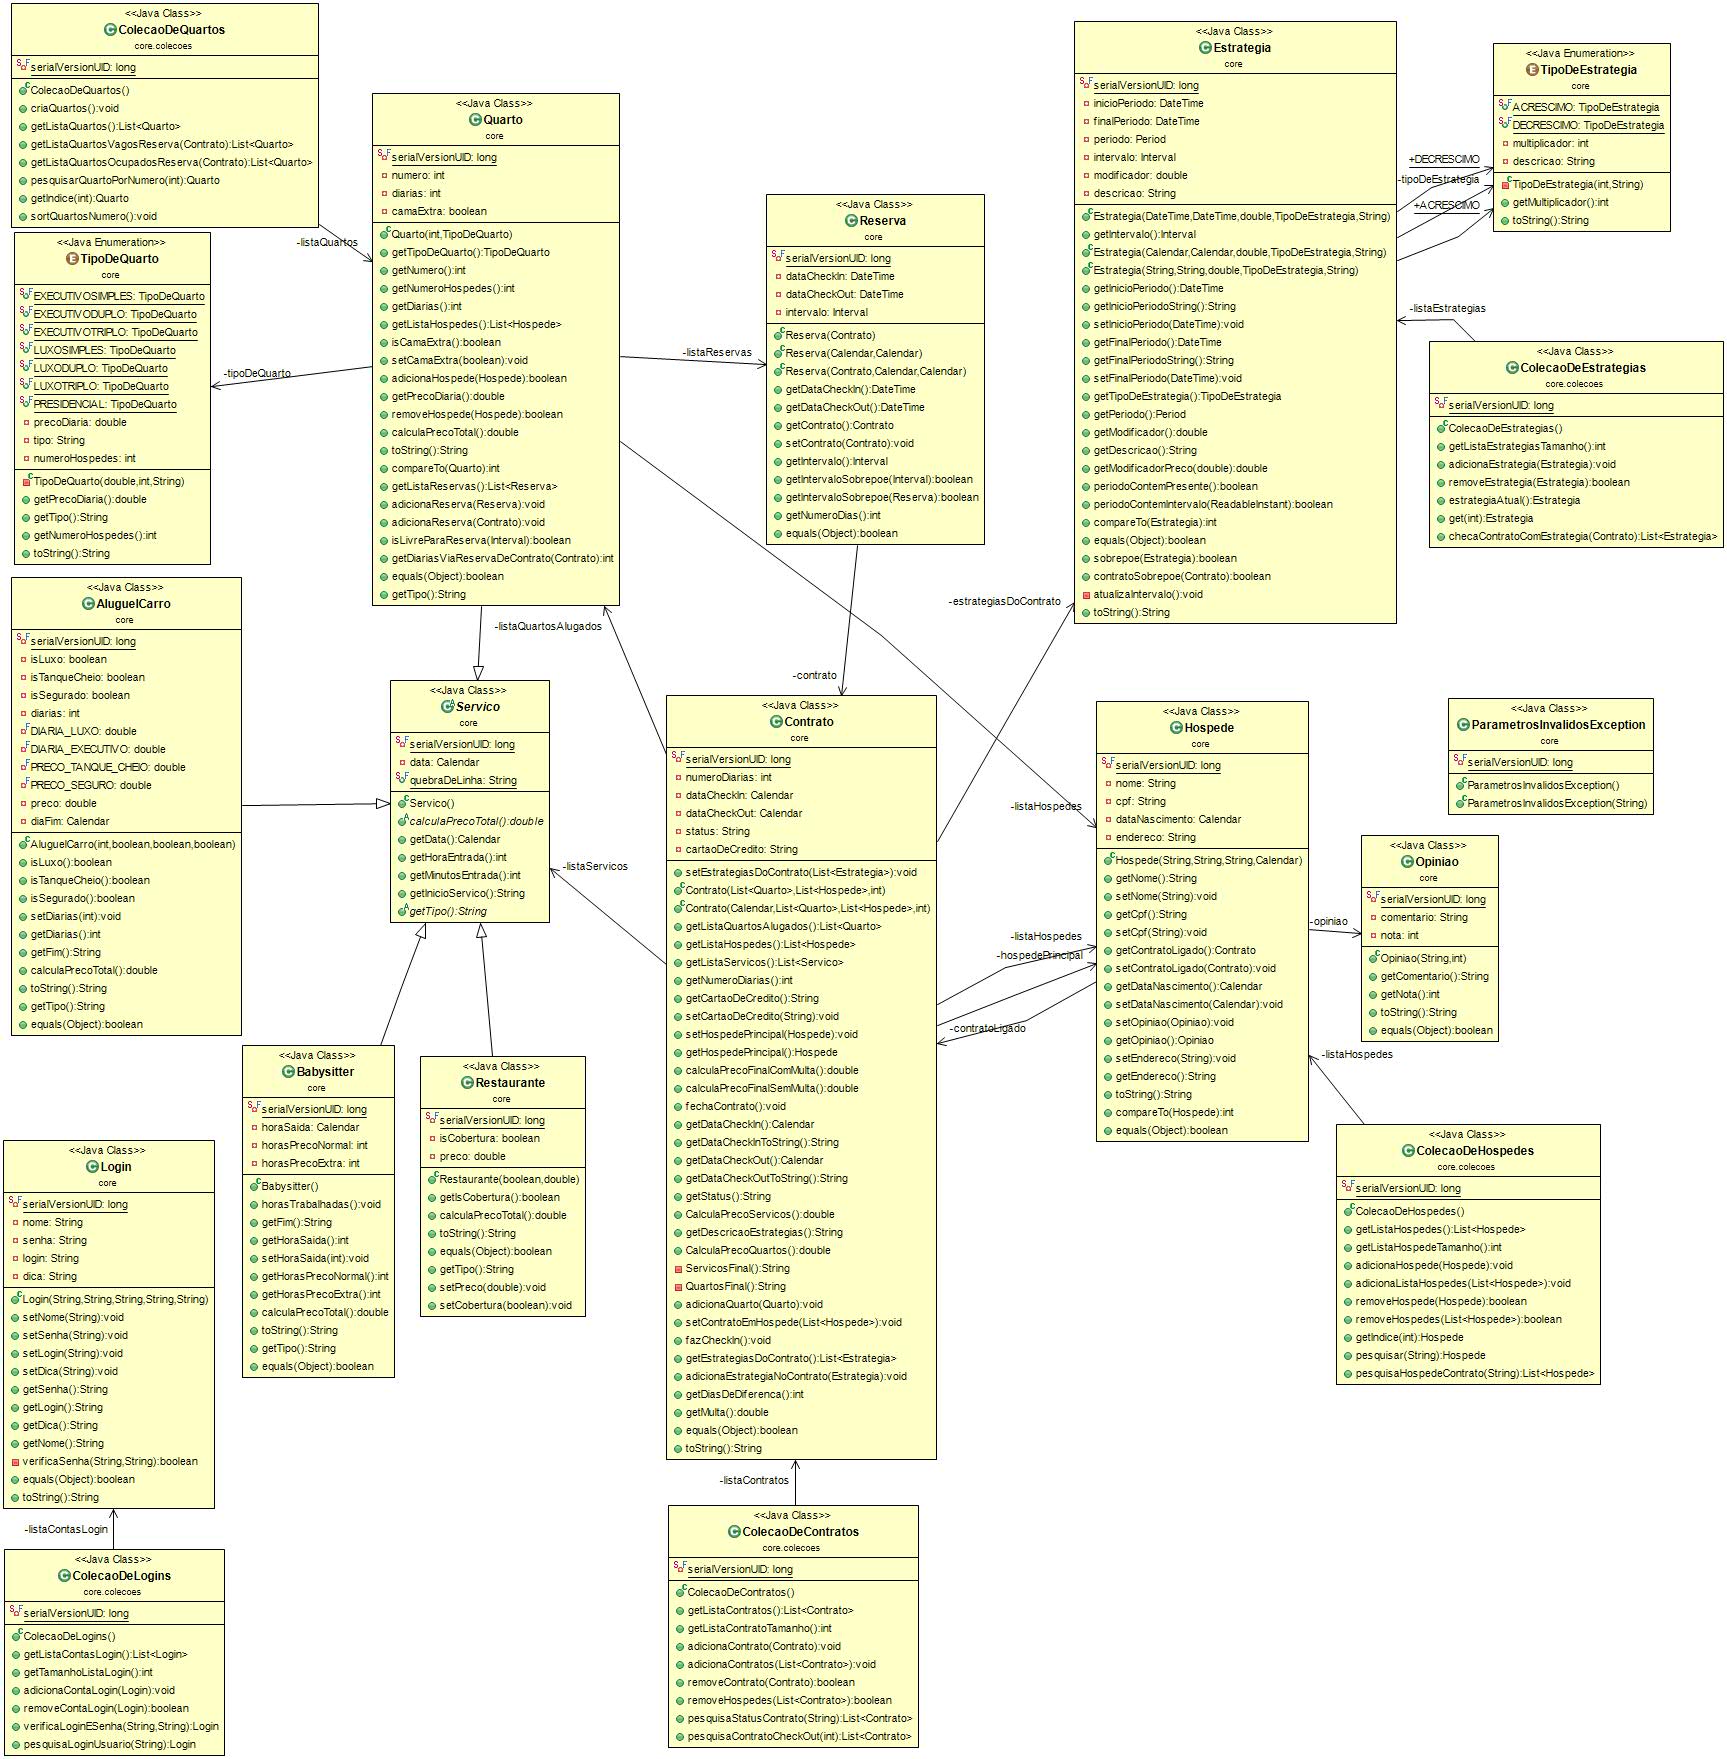 <<Java Class>>
ColecaoDeQuartos
core.colecoes
serialVersionUID: long
ColecaoDeQuartos()
criaQuartos():void
getListaQuartos():List<Quarto>
getListaQuartosVagosReserva(Contrato):List<Quarto>
getListaQuartosOcupadosReserva(Contrato):List<Quarto>
pesquisarQuartoPorNumero(int):Quarto
getIndice(int):Quarto
sortQuartosNumero():void
-listaQuartos
<<Java Enumeration>>
TipoDeQuarto
core
EXECUTIVOSIMPLES: TipoDeQuarto
EXECUTIVODUPLO: TipoDeQuarto
EXECUTIVOTRIPLO: TipoDeQuarto
LUXOSIMPLES: TipoDeQuarto
LUXODUPLO: TipoDeQuarto
LUXOTRIPLO: TipoDeQuarto
PRESIDENCIAL: TipoDeQuarto
precoDiaria: double
tipo: String
numeroHospedes: int
TipoDeQuarto(double,int,String)
getPrecoDiaria():double
getTipo():String
getNumeroHospedes():int
toString():String
-tipoDeQuarto
<<Java Class>>
Quarto
core
serialVersionUID: long
numero: int
diarias: int
camaExtra: boolean
Quarto(int,TipoDeQuarto)
getTipoDeQuarto():TipoDeQuarto
getNumero():int
getNumeroHospedes():int
getDiarias():int
getListaHospedes():List<Hospede>
isCamaExtra():boolean
setCamaExtra(boolean):void
adicionaHospede(Hospede):boolean
getPrecoDiaria():double
removeHospede(Hospede):boolean
calculaPrecoTotal():double
toString():String
compareTo(Quarto):int
getListaReservas():List<Reserva>
adicionaReserva(Reserva):void
adicionaReserva(Contrato):void
isLivreParaReserva(Interval):boolean
getDiariasViaReservaDeContrato(Contrato):int
equals(Object):boolean
getTipo():String
-listaReservas
<<Java Class>>
Reserva
core
serialVersionUID: long
dataCheckIn: DateTime
dataCheckOut: DateTime
intervalo: Interval
Reserva(Contrato)
Reserva(Calendar,Calendar)
Reserva(Contrato,Calendar,Calendar)
getDataCheckIn():DateTime
getDataCheckOut():DateTime
getContrato():Contrato
setContrato(Contrato):void
getIntervalo():Interval
getIntervaloSobrepoe(Interval):boolean
getIntervaloSobrepoe(Reserva):boolean
getNumeroDias():int
equals(Object):boolean
-contrato
<<Java Class>>
Estrategia
core
serialVersionUID: long
inicioPeriodo: DateTime
finalPeriodo: DateTime
periodo: Period
intervalo: Interval
modificador: double
descricao: String
Estrategia(DateTime,DateTime,double,TipoDeEstrategia,String)
getIntervalo():Interval
Estrategia(Calendar,Calendar,double,TipoDeEstrategia,String)
Estrategia(String,String,double,TipoDeEstrategia,String)
getInicioPeriodo():DateTime
getInicioPeriodoString():String
setInicioPeriodo(DateTime):void
getFinalPeriodo():DateTime
getFinalPeriodoString():String
setFinalPeriodo(DateTime):void
getTipoDeEstrategia():TipoDeEstrategia
getPeriodo():Period
getModificador():double
getDescricao():String
getModificadorPreco(double):double
periodoContemPresente():boolean
periodoContemIntervalo(ReadableInstant):boolean
compareTo(Estrategia):int
equals(Object):boolean
sobrepoe(Estrategia):boolean
contratoSobrepoe(Contrato):boolean
atualizaIntervalo():void
toString():String
+DECRESCIMO
-tipoDeEstrategia
+ACRESCIMO
<<Java Enumeration>>
TipoDeEstrategia
core
ACRESCIMO: TipoDeEstrategia
DECRESCIMO: TipoDeEstrategia
multiplicador: int
descricao: String
TipoDeEstrategia(int,String)
getMultiplicador():int
toString():String
-listaEstrategias
<<Java Class>>
ColecaoDeEstrategias
core.colecoes
serialVersionUID: long
ColecaoDeEstrategias()
getListaEstrategiasTamanho():int
adicionaEstrategia(Estrategia):void
removeEstrategia(Estrategia):boolean
estrategiaAtual():Estrategia
get(int):Estrategia
checaContratoComEstrategia(Contrato):List<Estrategia>
<<Java Class>>
AluguelCarro
core
serialVersionUID: long
isLuxo: boolean
isTanqueCheio: boolean
isSegurado: boolean
diarias: int
DIARIA_LUXO: double
DIARIA_EXECUTIVO: double
PRECO_TANQUE_CHEIO: double
PRECO_SEGURO: double
preco: double
diaFim: Calendar
AluguelCarro(int,boolean,boolean,boolean)
isLuxo():boolean
isTanqueCheio():boolean
isSegurado():boolean
setDiarias(int):void
getDiarias():int
getFim():String
calculaPrecoTotal():double
toString():String
getTipo():String
equals(Object):boolean
-listaQuartosAlugados
<<Java Class>>
Servico
core
serialVersionUID: long
data: Calendar
quebraDeLinha: String
Servico()
calculaPrecoTotal():double
getData():Calendar
getHoraEntrada():int
getMinutosEntrada():int
getInicioServico():String
getTipo():String
-listaServicos
-estrategiasDoContrato
<<Java Class>>
Contrato
core
serialVersionUID: long
numeroDiarias: int
dataCheckIn: Calendar
dataCheckOut: Calendar
status: String
cartaoDeCredito: String
setEstrategiasDoContrato(List<Estrategia>):void
Contrato(List<Quarto>,List<Hospede>,int)
Contrato(Calendar,List<Quarto>,List<Hospede>,int)
getListaQuartosAlugados():List<Quarto>
getListaHospedes():List<Hospede>
getListaServicos():List<Servico>
getNumeroDiarias():int
getCartaoDeCredito():String
setCartaoDeCredito(String):void
setHospedePrincipal(Hospede):void
getHospedePrincipal():Hospede
calculaPrecoFinalComMulta():double
calculaPrecoFinalSemMulta():double
fechaContrato():void
getDataCheckIn():Calendar
getDataCheckInToString():String
getDataCheckOut():Calendar
getDataCheckOutToString():String
getStatus():String
CalculaPrecoServicos():double
getDescricaoEstrategias():String
CalculaPrecoQuartos():double
ServicosFinal():String
QuartosFinal():String
adicionaQuarto(Quarto):void
setContratoEmHospede(List<Hospede>):void
fazCheckIn():void
getEstrategiasDoContrato():List<Estrategia>
adicionaEstrategiaNoContrato(Estrategia):void
getDiasDeDiferenca():int
getMulta():double
equals(Object):boolean
toString():String
-listaHospedes
-listaHospedes
-hospedePrincipal
-contratoLigado
<<Java Class>>
Hospede
core
serialVersionUID: long
nome: String
cpf: String
dataNascimento: Calendar
endereco: String
Hospede(String,String,String,Calendar)
getNome():String
setNome(String):void
getCpf():String
setCpf(String):void
getContratoLigado():Contrato
setContratoLigado(Contrato):void
getDataNascimento():Calendar
setDataNascimento(Calendar):void
setOpiniao(Opiniao):void
getOpiniao():Opiniao
setEndereco(String):void
getEndereco():String
toString():String
compareTo(Hospede):int
equals(Object):boolean
<<Java Class>>
ParametrosInvalidosException
core
serialVersionUID: long
ParametrosInvalidosException()
ParametrosInvalidosException(String)
-opiniao
<<Java Class>>
Opiniao
core
serialVersionUID: long
comentario: String
nota: int
Opiniao(String,int)
getComentario():String
getNota():int
toString():String
equals(Object):boolean
-listaHospedes
<<Java Class>>
ColecaoDeHospedes
core.colecoes
serialVersionUID: long
ColecaoDeHospedes()
getListaHospedes():List<Hospede>
getListaHospedeTamanho():int
adicionaHospede(Hospede):void
adicionaListaHospedes(List<Hospede>):void
removeHospede(Hospede):boolean
removeHospedes(List<Hospede>):boolean
getIndice(int):Hospede
pesquisar(String):Hospede
pesquisaHospedeContrato(String):List<Hospede>
<<Java Class>>
Babysitter
core
serialVersionUID: long
horaSaida: Calendar
horasPrecoNormal: int
horasPrecoExtra: int
Babysitter()
horasTrabalhadas():void
getFim():String
getHoraSaida():int
setHoraSaida(int):void
getHorasPrecoNormal():int
getHorasPrecoExtra():int
calculaPrecoTotal():double
toString():String
getTipo():String
equals(Object):boolean
<<Java Class>>
Restaurante
core
serialVersionUID: long
isCobertura: boolean
preco: double
Restaurante(boolean,double)
getIsCobertura():boolean
calculaPrecoTotal():double
toString():String
equals(Object):boolean
getTipo():String
setPreco(double):void
setCobertura(boolean):void
<<Java Class>>
Login
core
serialVersionUID: long
nome: String
senha: String
login: String
dica: String
Login(String,String,String,String,String)
setNome(String):void
setSenha(String):void
setLogin(String):void
setDica(String):void
getSenha():String
getLogin():String
getDica():String
getNome():String
verificaSenha(String,String):boolean
equals(Object):boolean
toString():String
-listaContasLogin
<<Java Class>>
ColecaoDeLogins
core.colecoes
serialVersionUID: long
ColecaoDeLogins()
getListaContasLogin():List<Login>
getTamanhoListaLogin():int
adicionaContaLogin(Login):void
removeContaLogin(Login):boolean
verificaLoginESenha(String,String):Login
pesquisaLoginUsuario(String):Login
-listaContratos
<<Java Class>>
ColecaoDeContratos
core.colecoes
serialVersionUID: long
ColecaoDeContratos()
getListaContratos():List<Contrato>
getListaContratoTamanho():int
adicionaContrato(Contrato):void
adicionaContratos(List<Contrato>):void
removeContrato(Contrato):boolean
removeHospedes(List<Contrato>):boolean
pesquisaStatusContrato(String):List<Contrato>
pesquisaContratoCheckOut(int):List<Contrato>